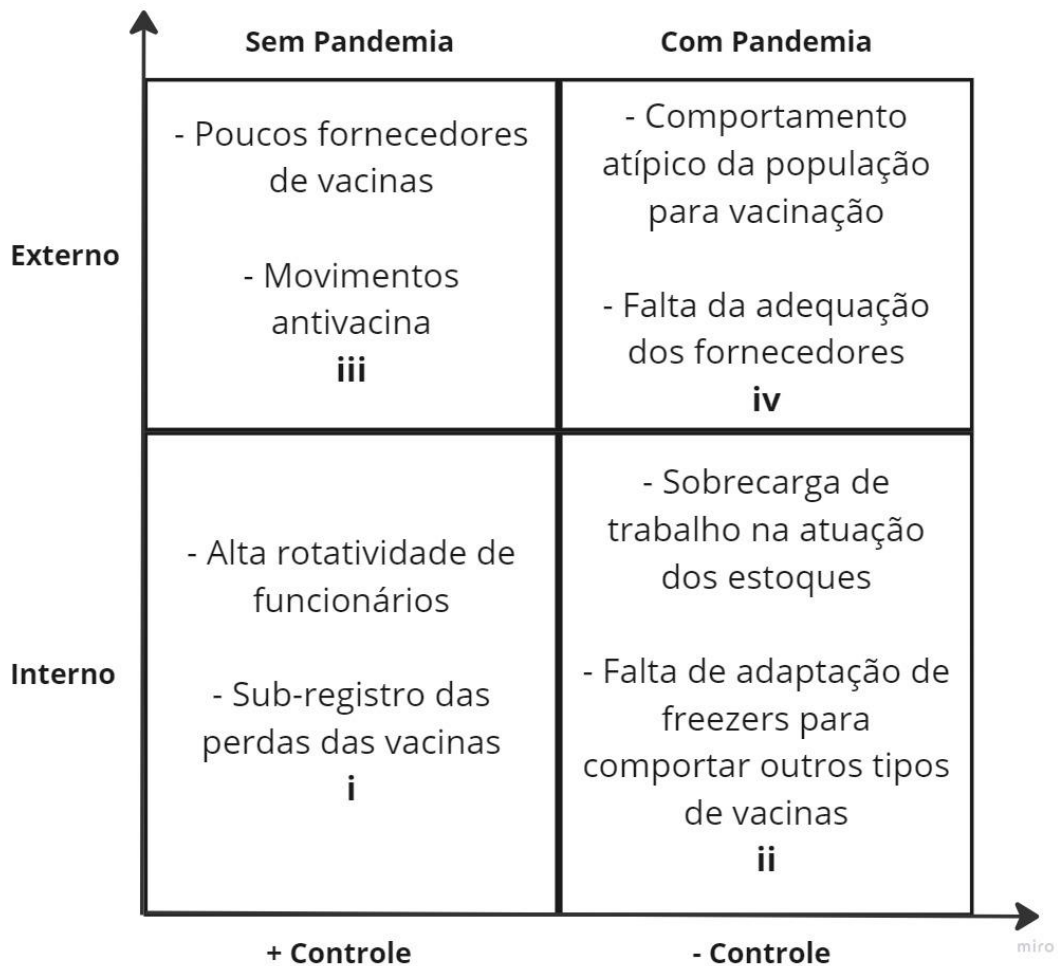 Sem Pandemia
Com Pandemia
Externo
- Poucos fornecedores
de vacinas
- Movimentos
antivacina
iii
- Comportamento
atípico da população
para vacinação
- Falta da adequação
dos fornecedores
iv
Interno
- Alta rotatividade de
funcionários
- Sub-registro das
perdas das vacinas
i
- Sobrecarga de
trabalho na atuação
dos estoques
- Falta de adaptação de
freezers para
comportar outros tipos
de vacinas
ii
+ Controle
- Controle
miro